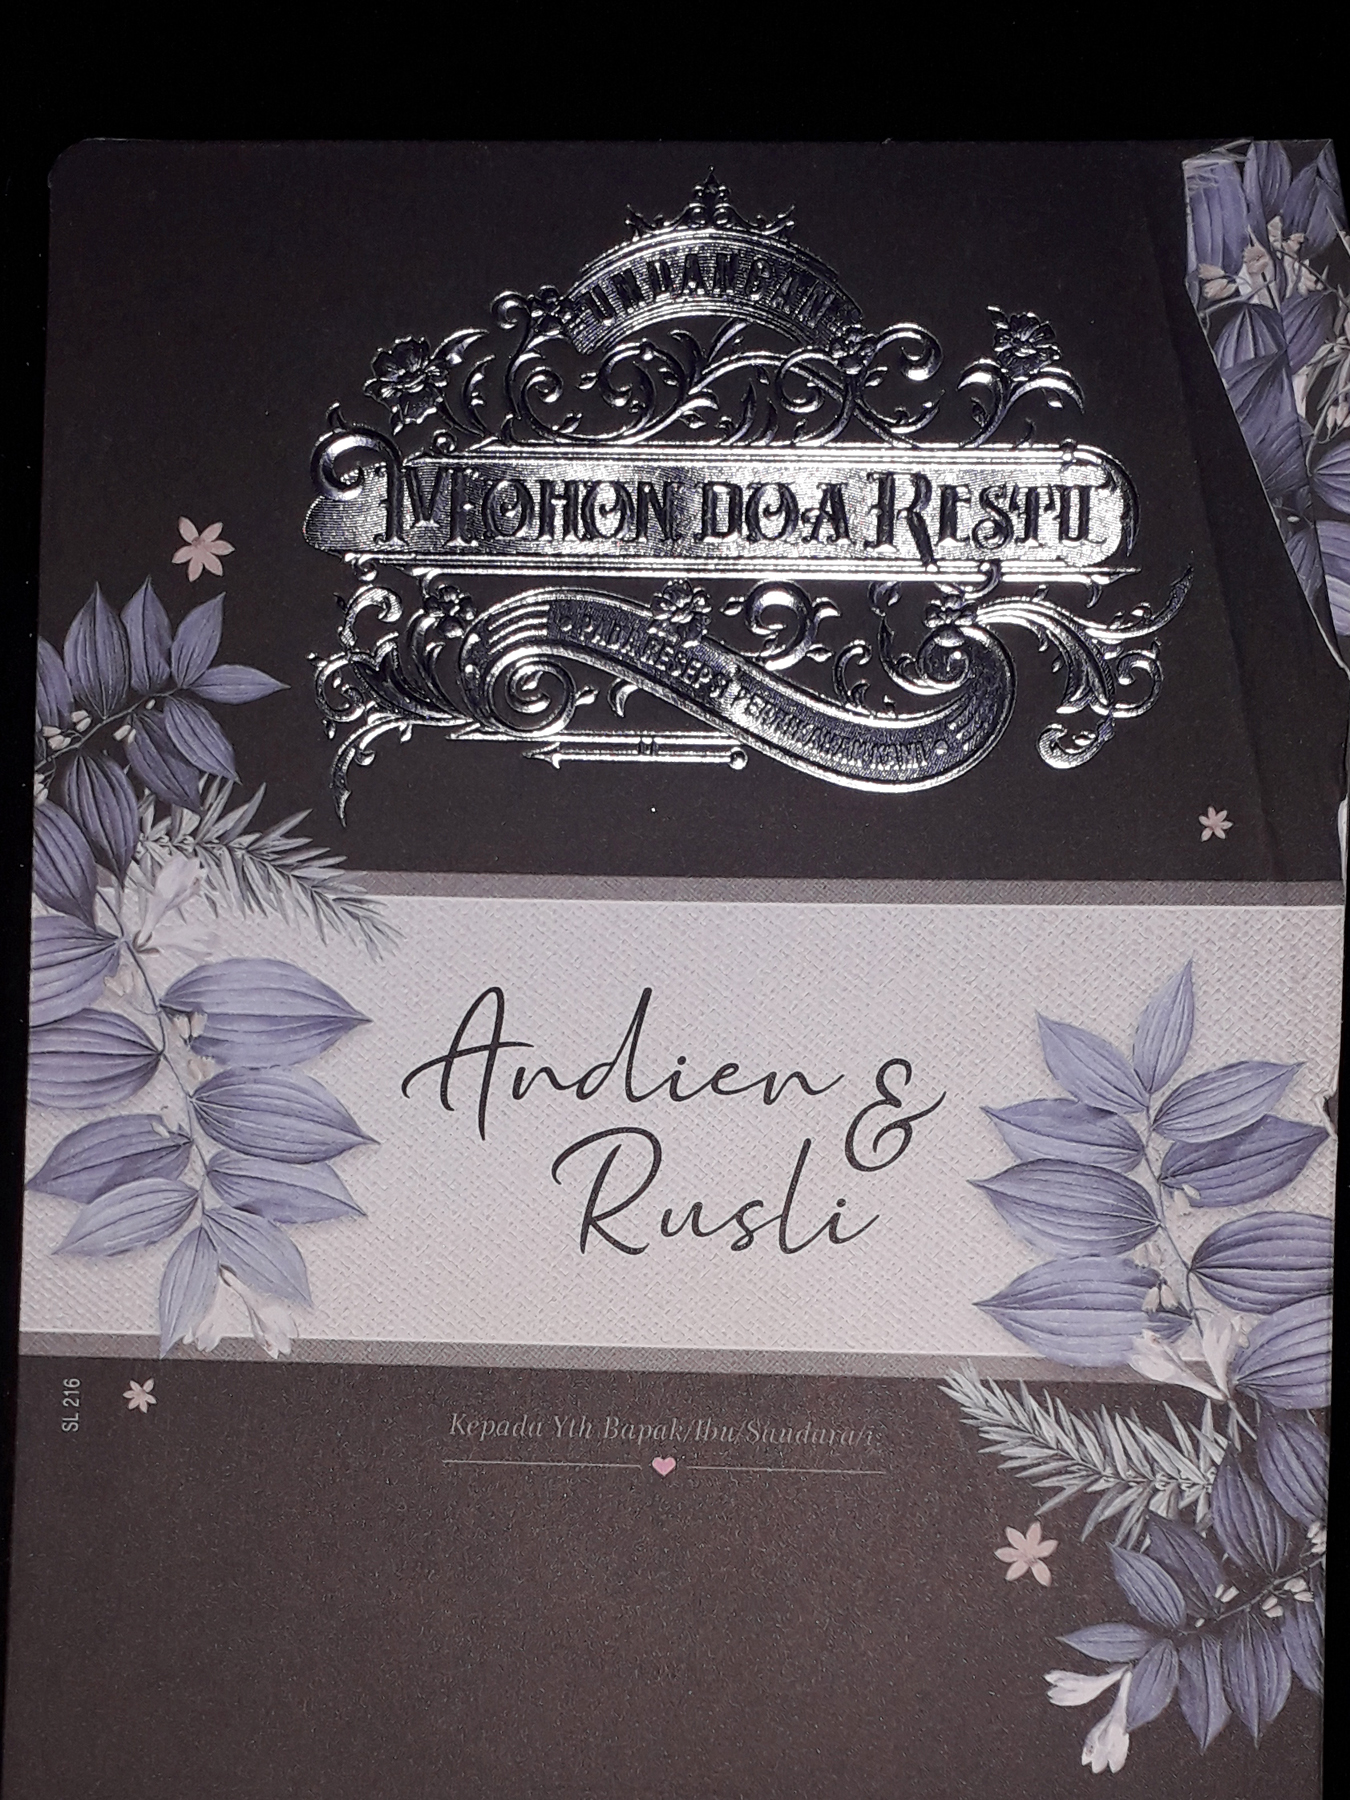 UNDANGAN
MOHON DOA RESTU
PADA RESEPSI PERNIKAHAN KAMI
Andien &
Rusli
SL 216
Kepada Yth Bapak/Ibu/Saudara/i: